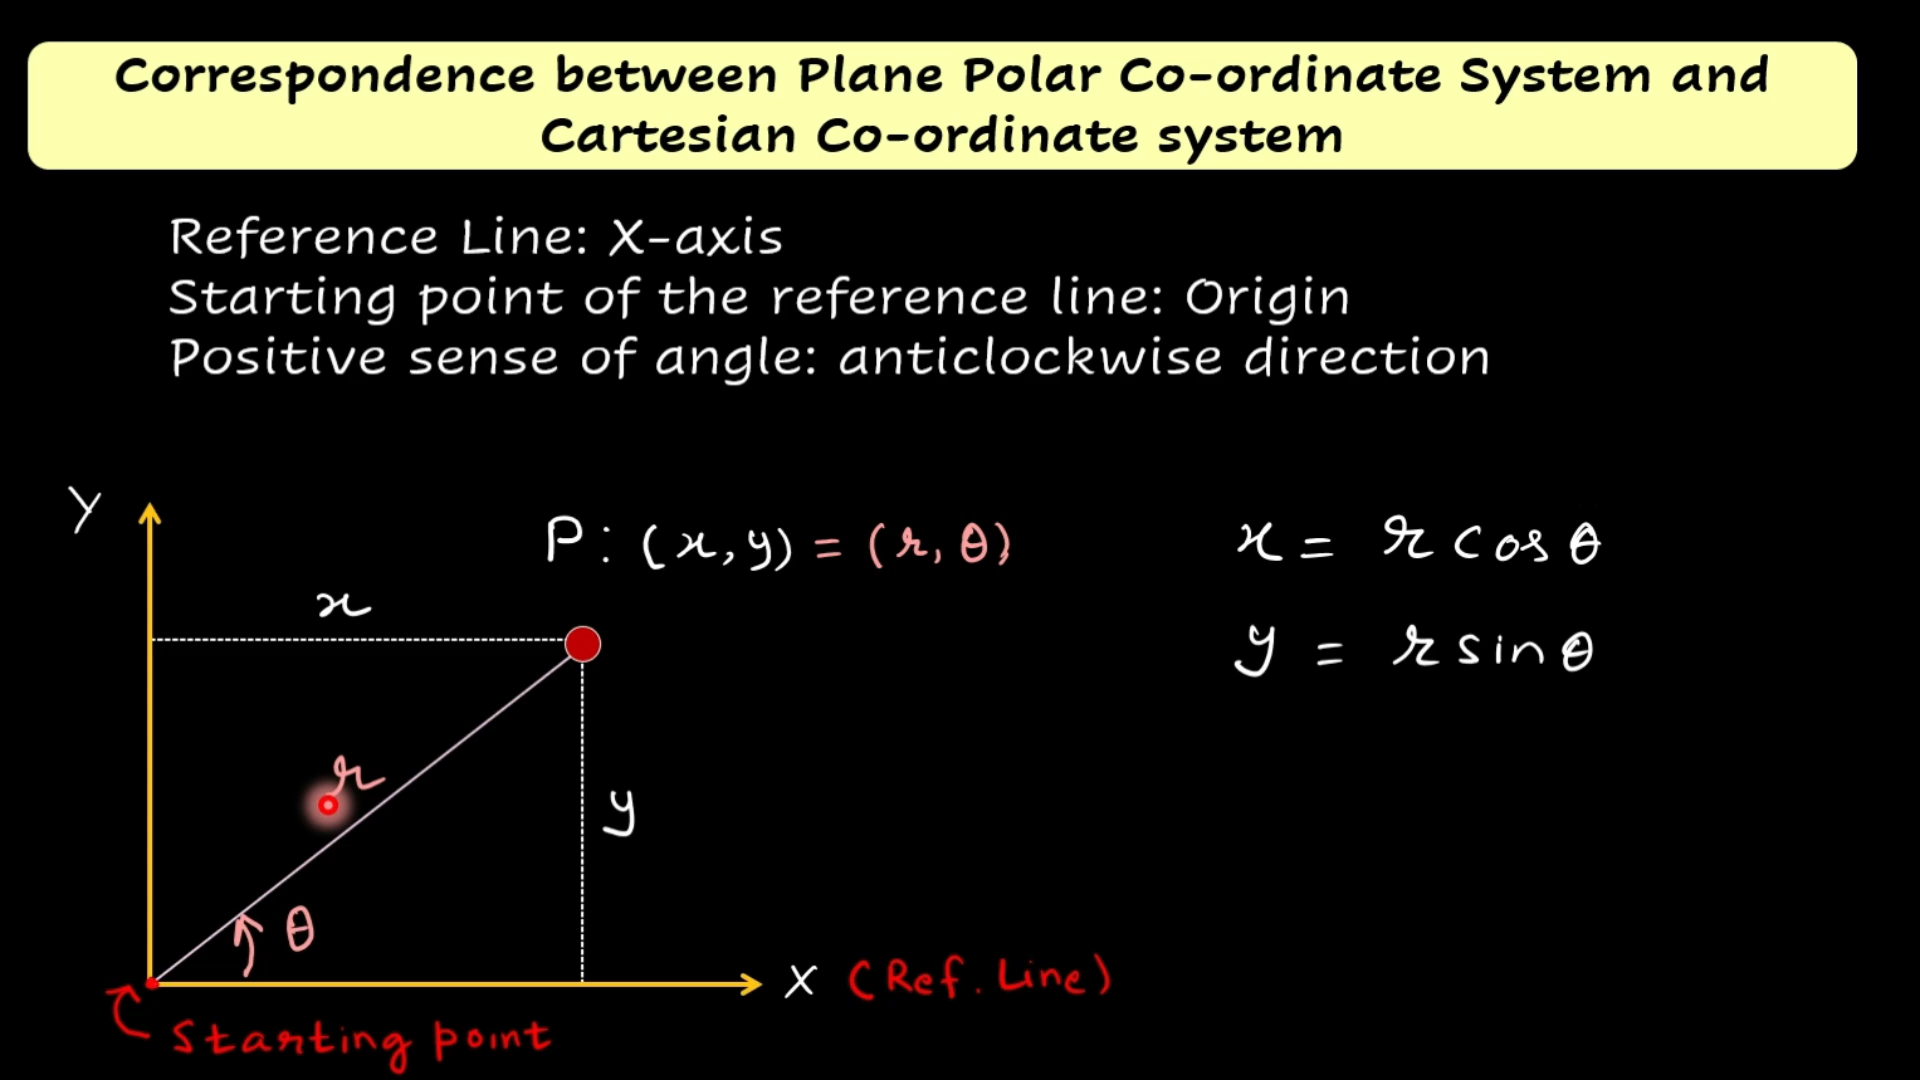 Correspondence between Plane Polar Co-ordinate System and
Cartesian Co-ordinate system
Reference Line: X-axis
Starting point of the reference line: Origin
Positive sense of angle: anticlockwise direction
Y
P : (x, y) = (r, θ)
x = r cos θ
x
y = r sin θ
r
y
θ
X (Ref. Line)
Starting point